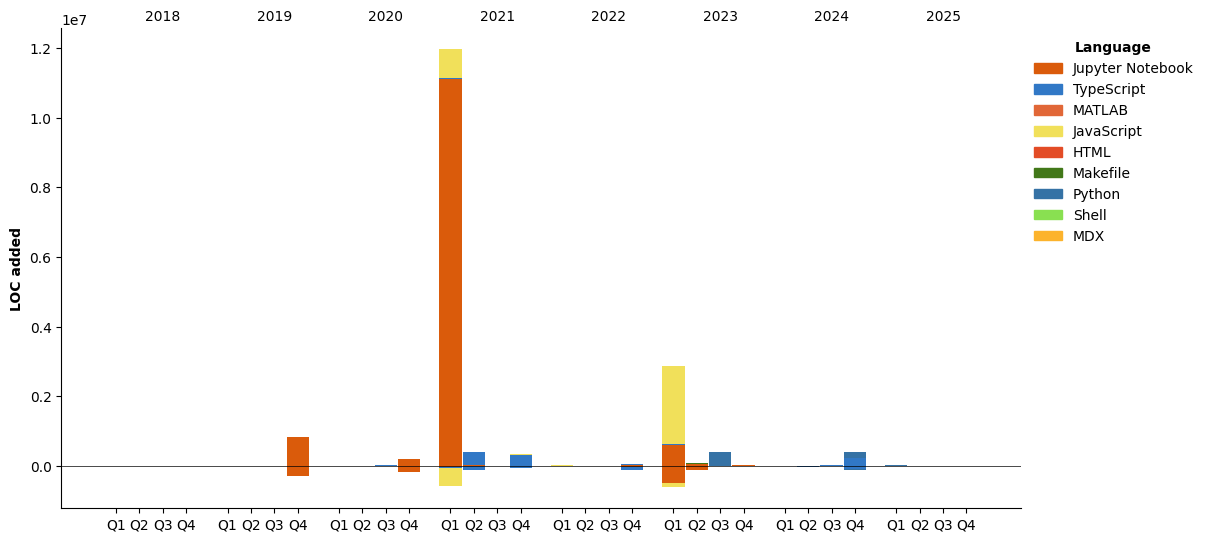 2018 2019 2020 2021 2022 2023 2024 2025
1e7
1.2
1.0
0.8
0.6
0.4
0.2
0.0
LOC added
Q1 Q2 Q3 Q4 Q1 Q2 Q3 Q4 Q1 Q2 Q3 Q4 Q1 Q2 Q3 Q4 Q1 Q2 Q3 Q4 Q1 Q2 Q3 Q4 Q1 Q2 Q3 Q4 Q1 Q2 Q3 Q4
Language
Jupyter Notebook
TypeScript
MATLAB
JavaScript
HTML
Makefile
Python
Shell
MDX